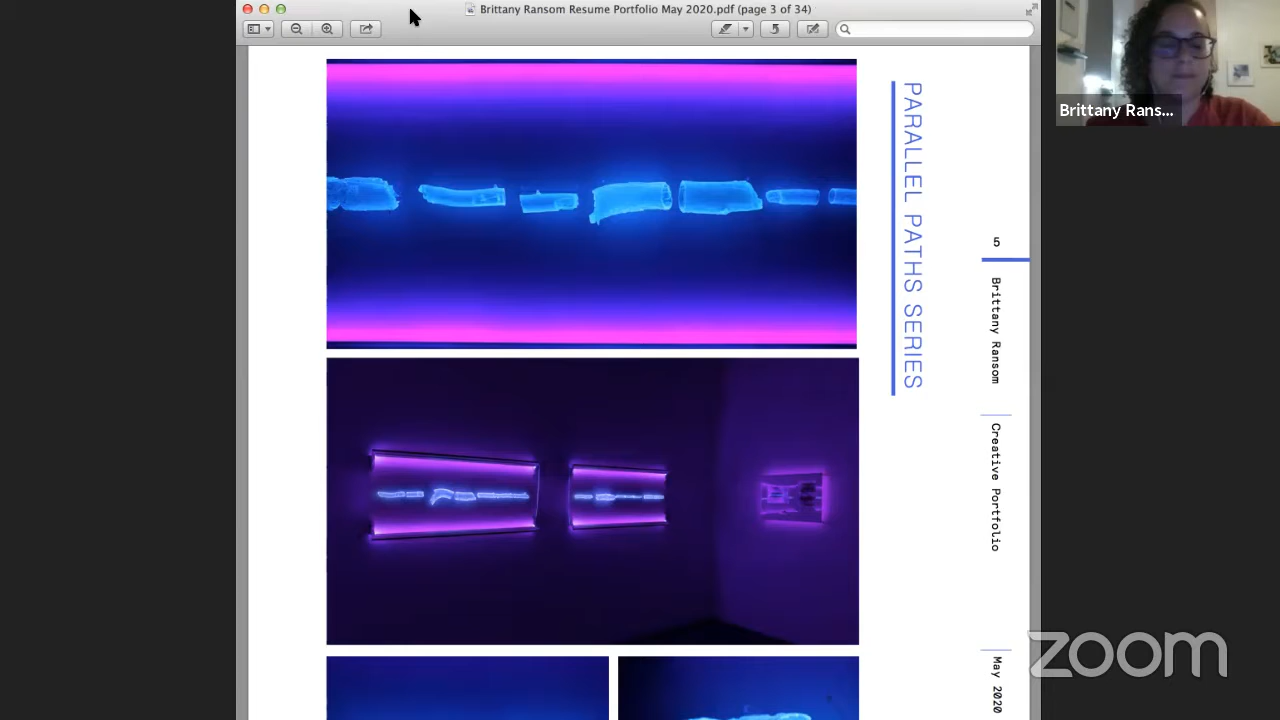 Brittany Ransom Resume Portfolio May 2020.pdf (page 3 of 34)
PARALLEL PATHS SERIES
5
Brittany Ransom
Creative Portfolio
May 2020
Brittany Rans...
zoom